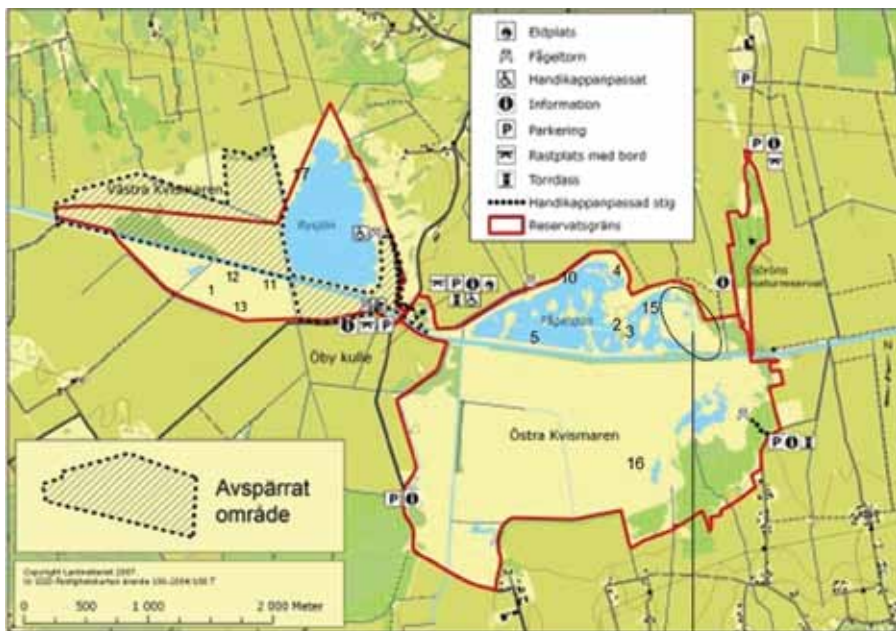 Eldplats
Fågeltorn
Handikappanpassat
Information
Parkering
Rastplats med bord
Torrdass
Handikappanpassad stig
Reservatsgräns
P
P i
17
Västra Kvismaren
Rysjön
12
11
1
13
P i
i P
Öby kulle
10
4
Fågelsjön
15
2
3
5
i
naturreservat
N
Östra Kvismaren
16
P i
P i
Avspärrat
område
Copyright Lantmäteriet 2007.
0 500 1 000 2 000 Meter